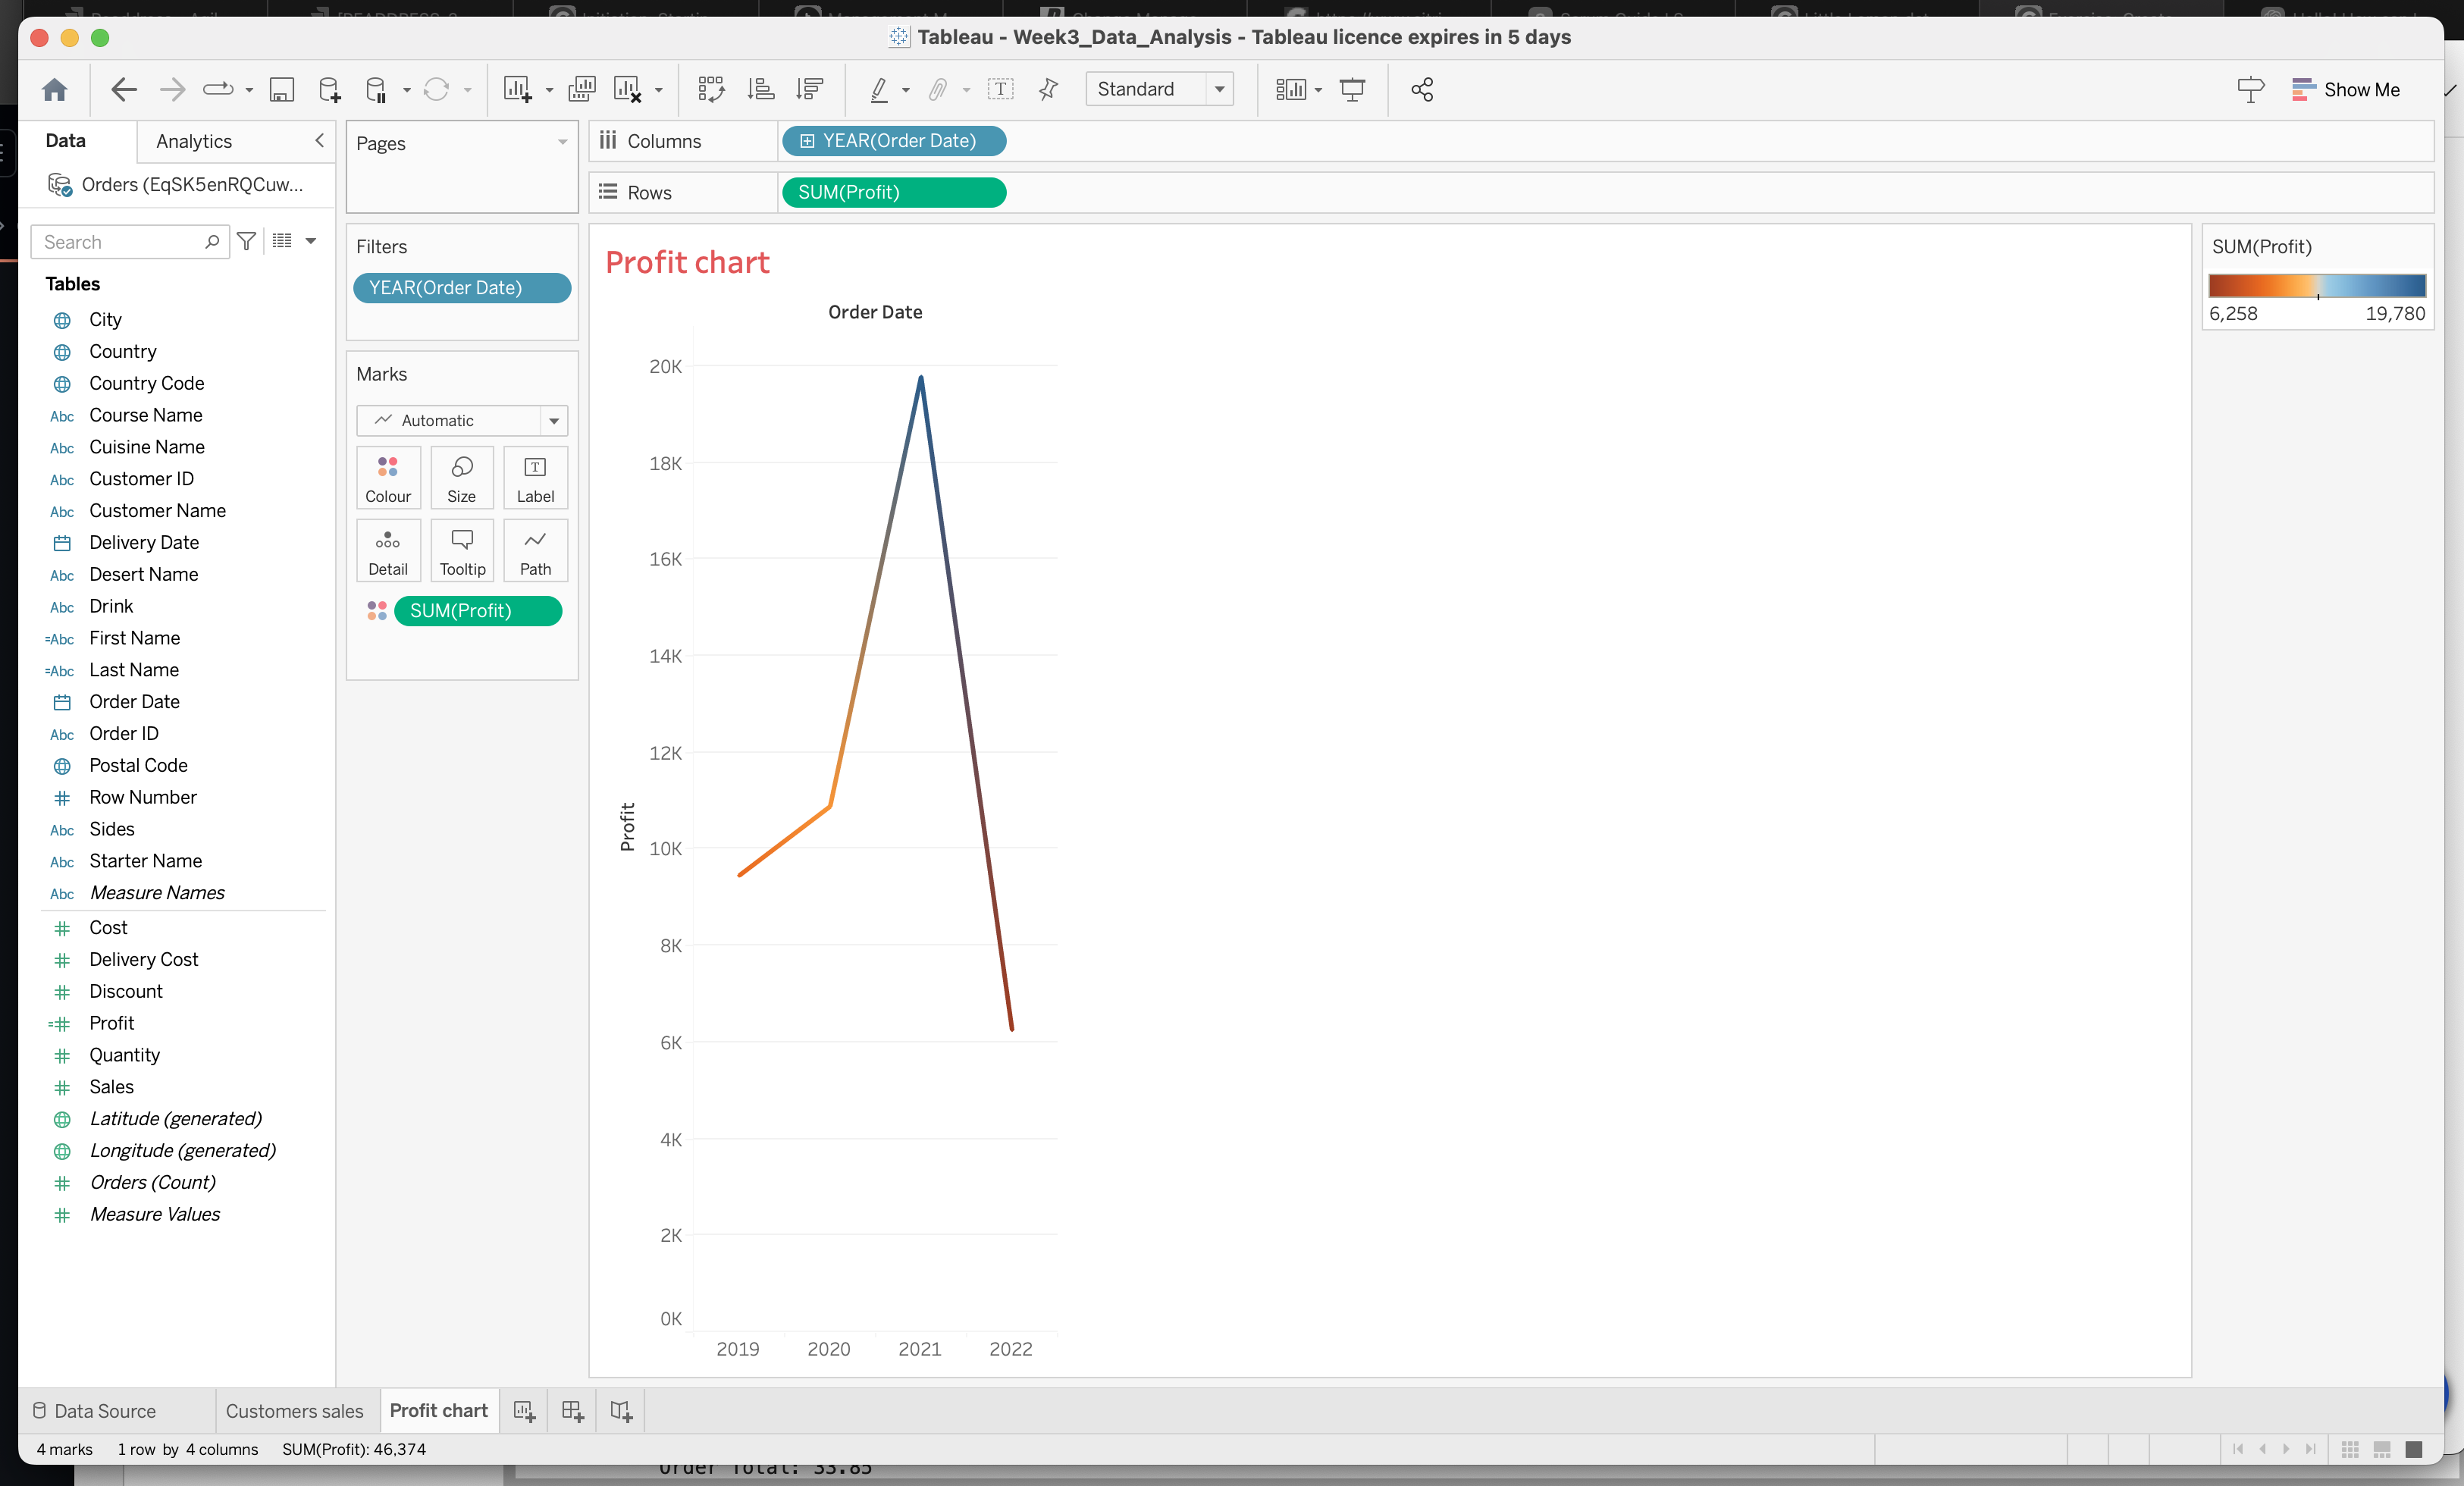 Tableau - Week3_Data_Analysis - Tableau licence expires in 5 days
Standard
Show Me
Data
Analytics
Orders (EqSK5enRQCuw...
Search
Tables
City
Country
Country Code
Abc Course Name
Abc Cuisine Name
Abc Customer ID
Abc Customer Name
Delivery Date
Abc Desert Name
Abc Drink
=Abc First Name
=Abc Last Name
Order Date
Abc Order ID
Postal Code
# Row Number
Abc Sides
Abc Starter Name
Abc Measure Names
# Cost
# Delivery Cost
# Discount
=# Profit
# Quantity
# Sales
Latitude (generated)
Longitude (generated)
# Orders (Count)
# Measure Values
Pages
Filters
YEAR(Order Date)
Marks
Automatic
Colour
Size
Label
Detail
Tooltip
Path
SUM(Profit)
Columns
YEAR(Order Date)
Rows
SUM(Profit)
Profit chart
Order Date
20K
18K
16K
14K
12K
10K
8K
6K
4K
2K
0K
Profit
2019
2020
2021
2022
SUM(Profit)
6,258
19,780
Data Source
Customers sales
Profit chart
4 marks
1 row by 4 columns
SUM(Profit): 46,374
Order Total: 33.85